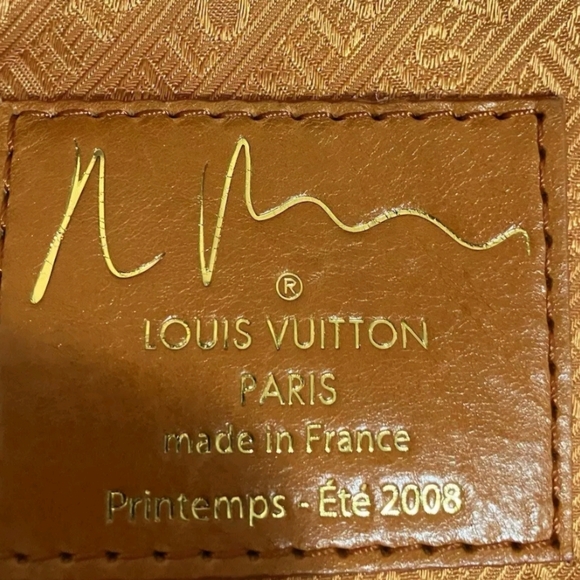 ®
LOUIS VUITTON
PARIS
made in France
Printemps - Été 2008